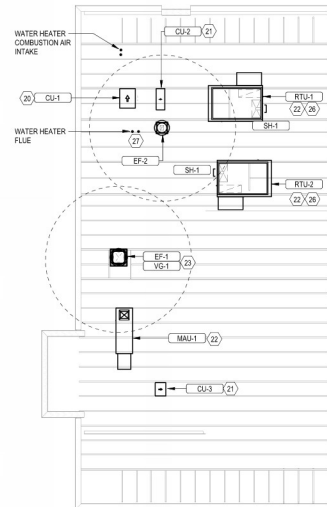 WATER HEATER
COMBUSTION AIR
INTAKE
CU-2 21
20 CU-1
RTU-1
22 26
SH-1
WATER HEATER
FLUE
27
EF-2
SH-1
RTU-2
22 26
EF-1
VG-1 23
MAU-1 22
CU-3 21